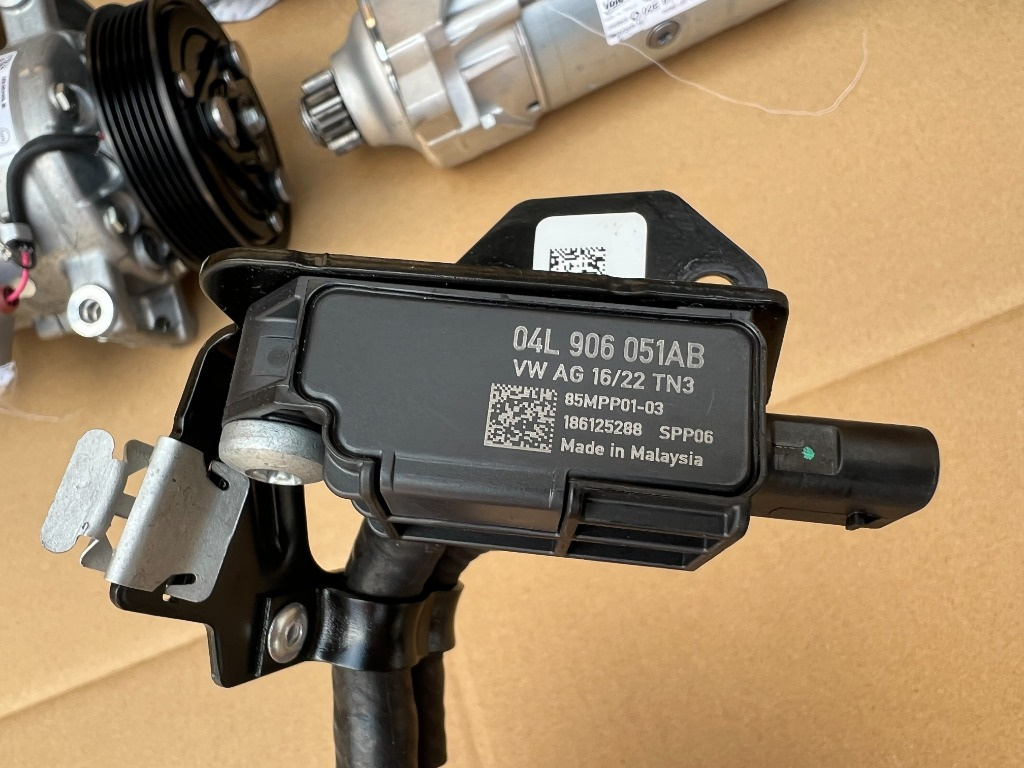 04L 906 051AB
VW AG 16/22 TN3
85MPP01-03
186125288 SPP06
Made in Malaysia